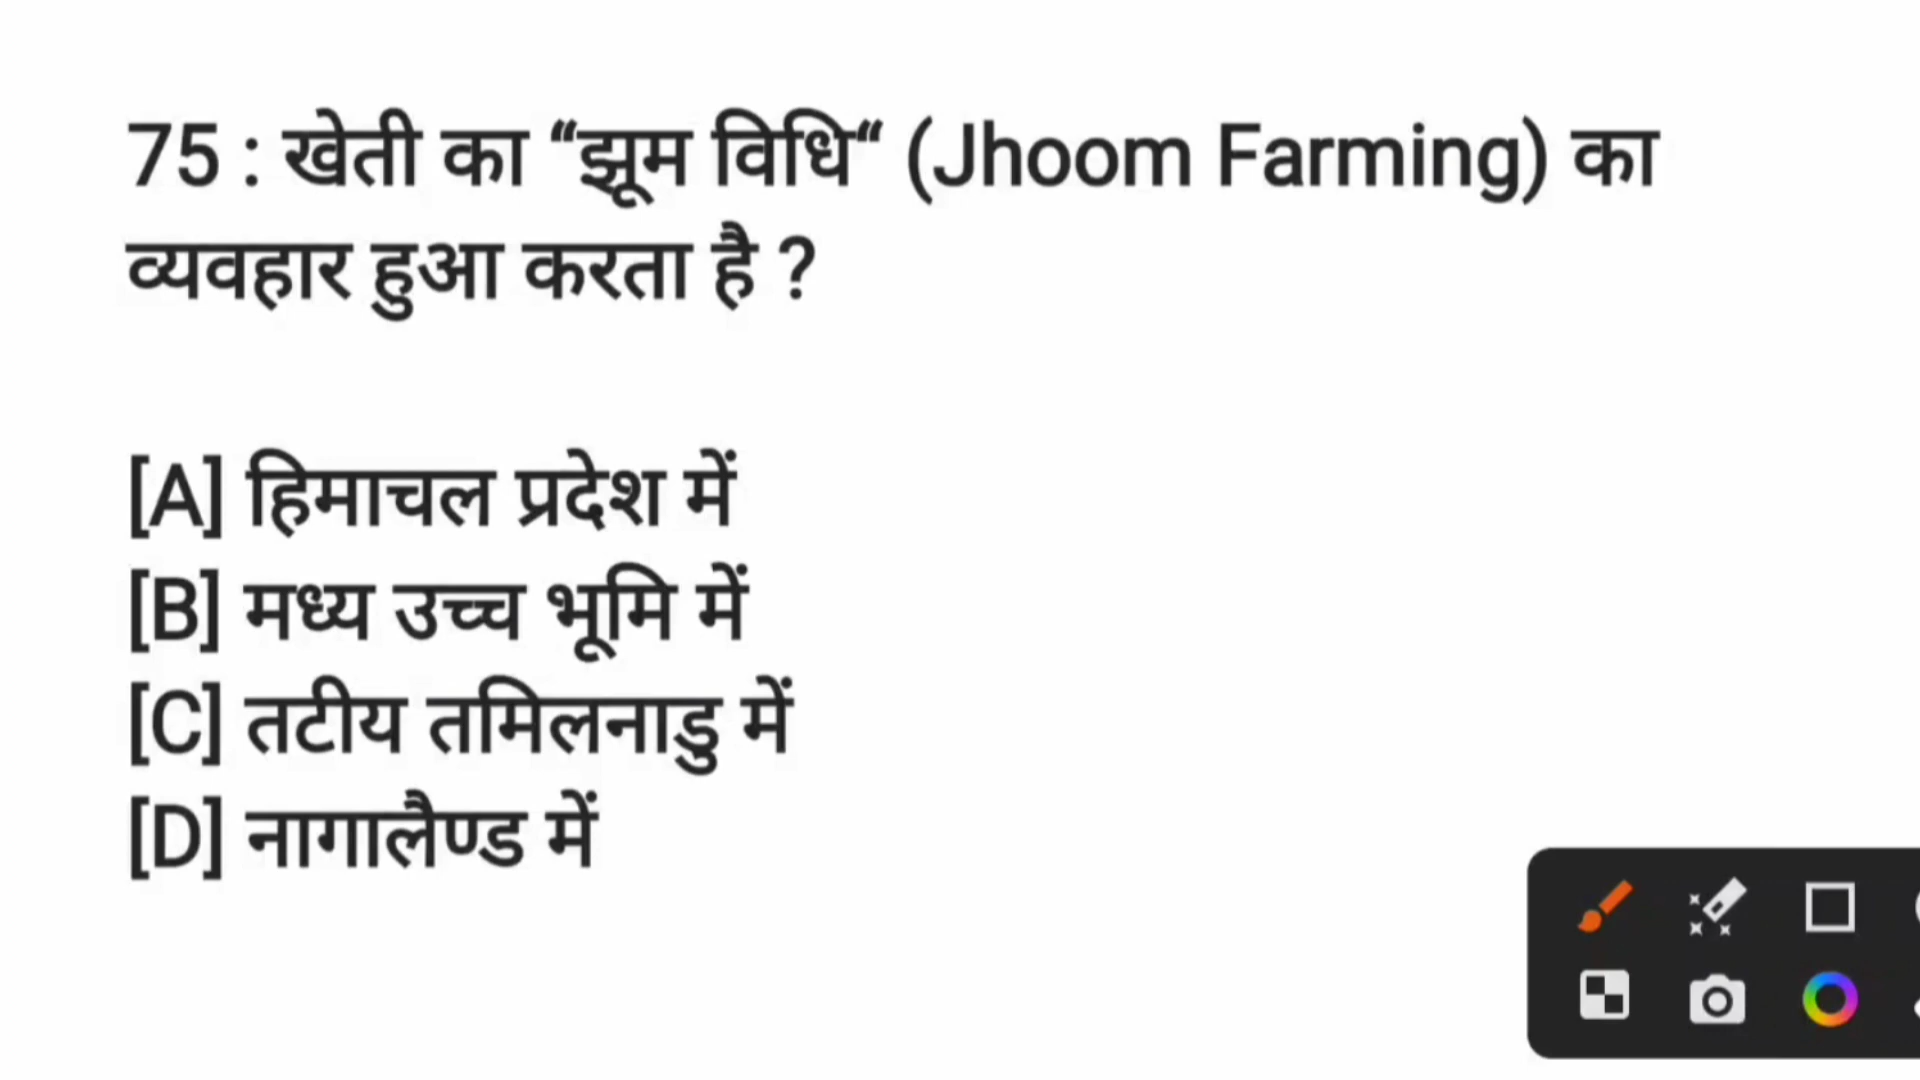 75 : खेती का “झूम विधि“ (Jhoom Farming) का
व्यवहार हुआ करता है ?
[A] हिमाचल प्रदेश में
[B] मध्य उच्च भूमि में
[C] तटीय तमिलनाडु में
[D] नागालैण्ड में